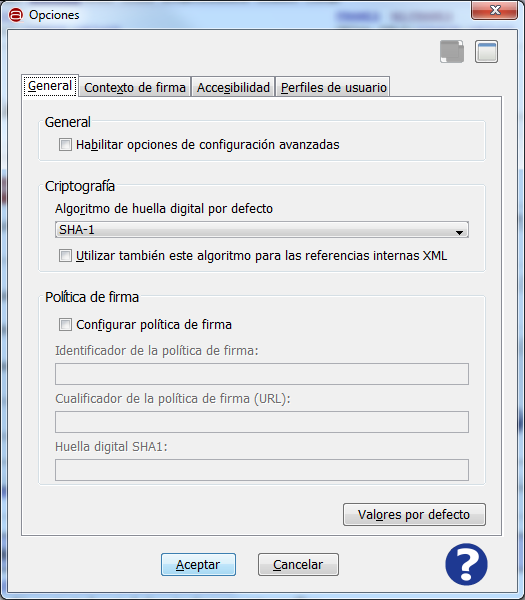 Opciones
General
Contexto de firma
Accesibilidad
Perfiles de usuario
General
Habilitar opciones de configuración avanzadas
Criptografía
Algoritmo de huella digital por defecto
SHA-1
Utilizar también este algoritmo para las referencias internas XML
Política de firma
Configurar política de firma
Identificador de la política de firma:
Cualificador de la política de firma (URL):
Huella digital SHA1:
Valores por defecto
Aceptar
Cancelar
?